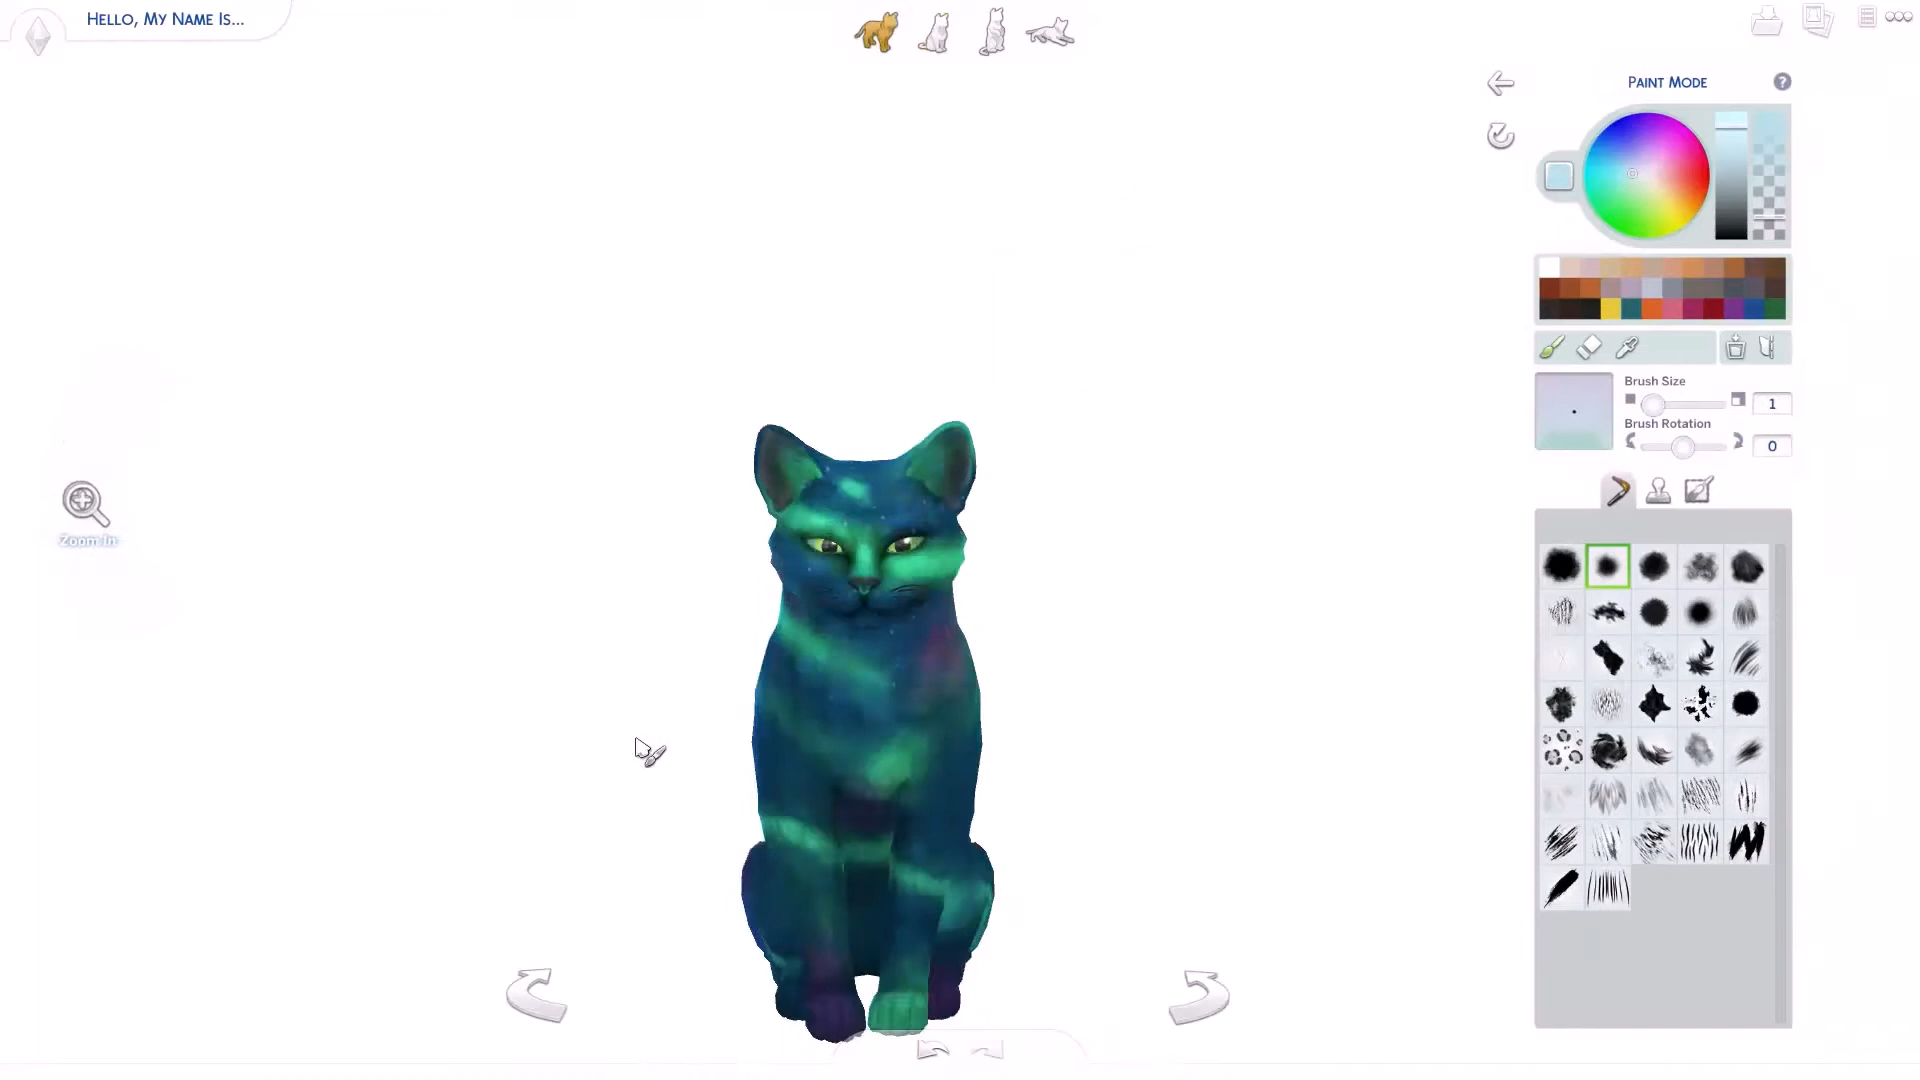 Hello, My Name Is...
Paint Mode
?
Brush Size
1
Brush Rotation
0
Zoom In